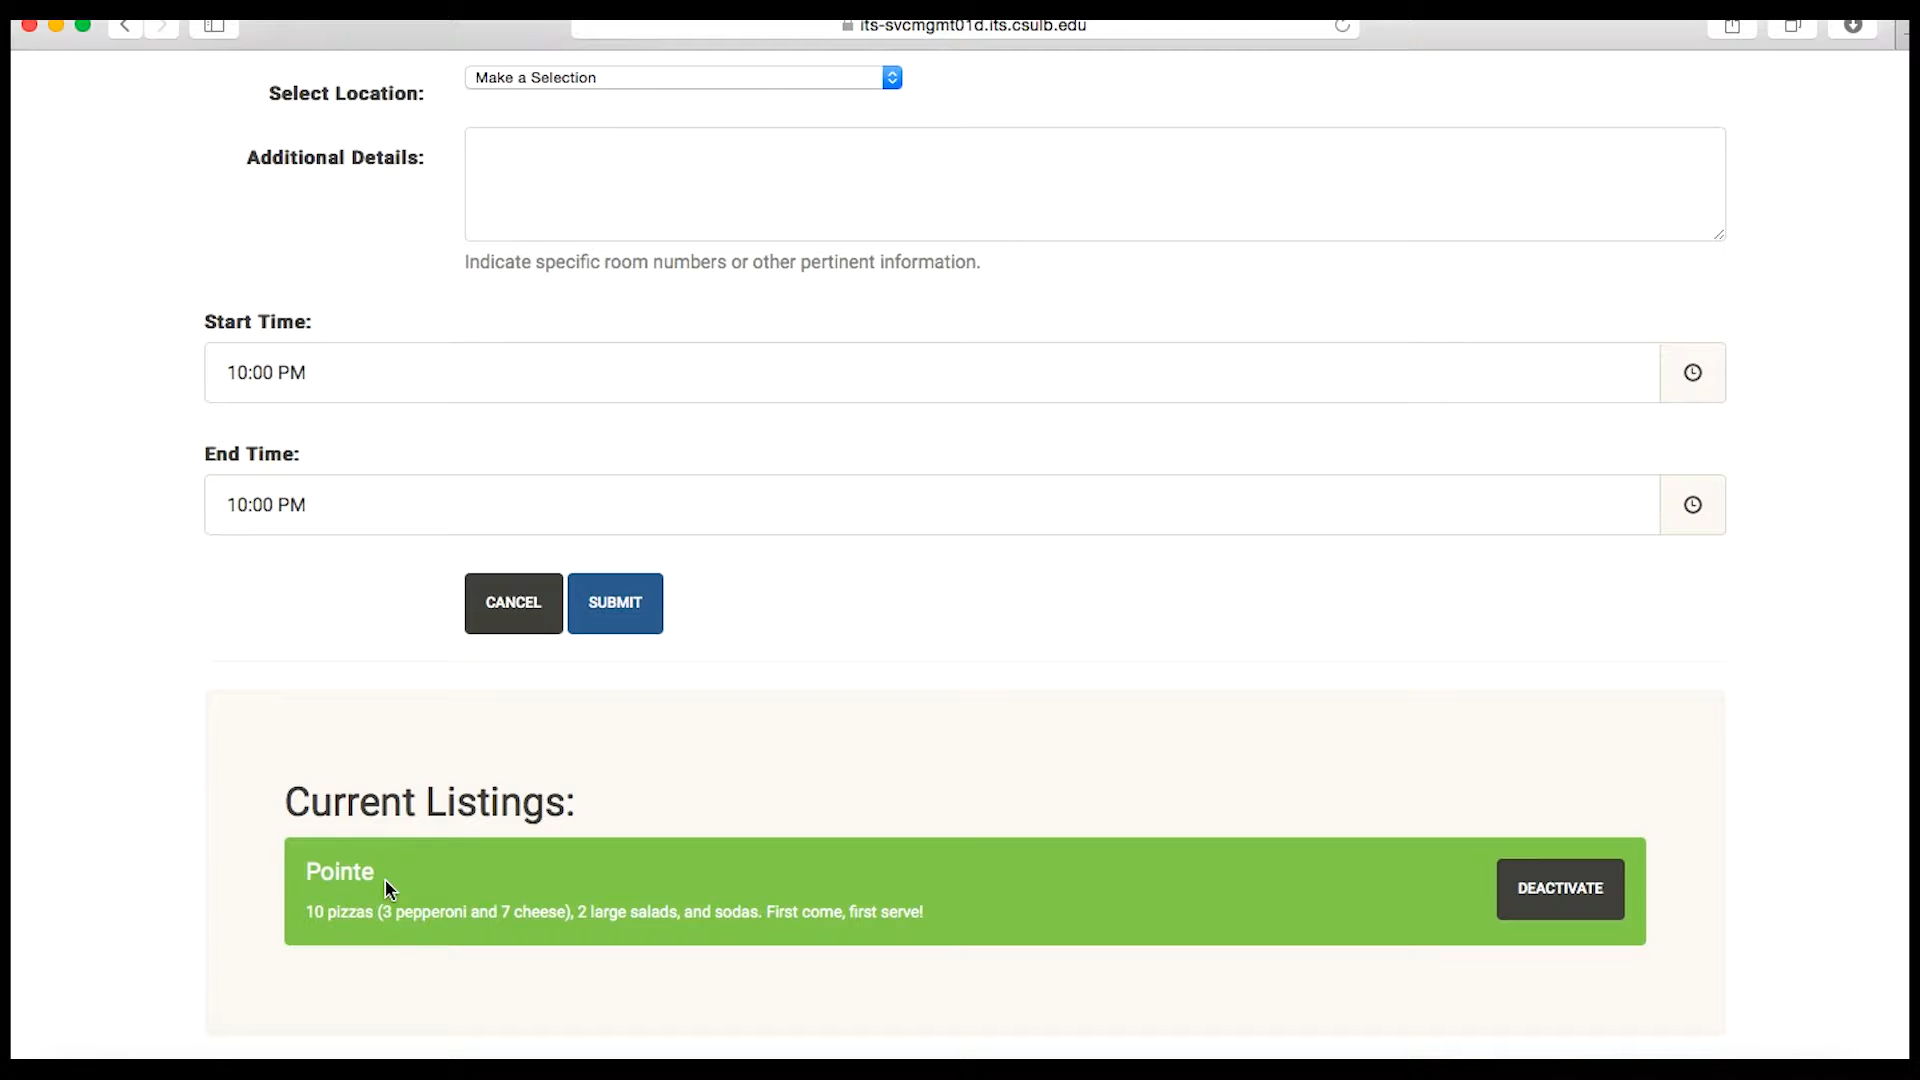 its-svcmgmt01d.its.csulb.edu
Select Location:
Make a Selection
Additional Details:
Indicate specific room numbers or other pertinent information.
Start Time:
10:00 PM
End Time:
10:00 PM
CANCEL
SUBMIT
Current Listings:
Pointe
10 pizzas (3 pepperoni and 7 cheese), 2 large salads, and sodas. First come, first serve!
DEACTIVATE